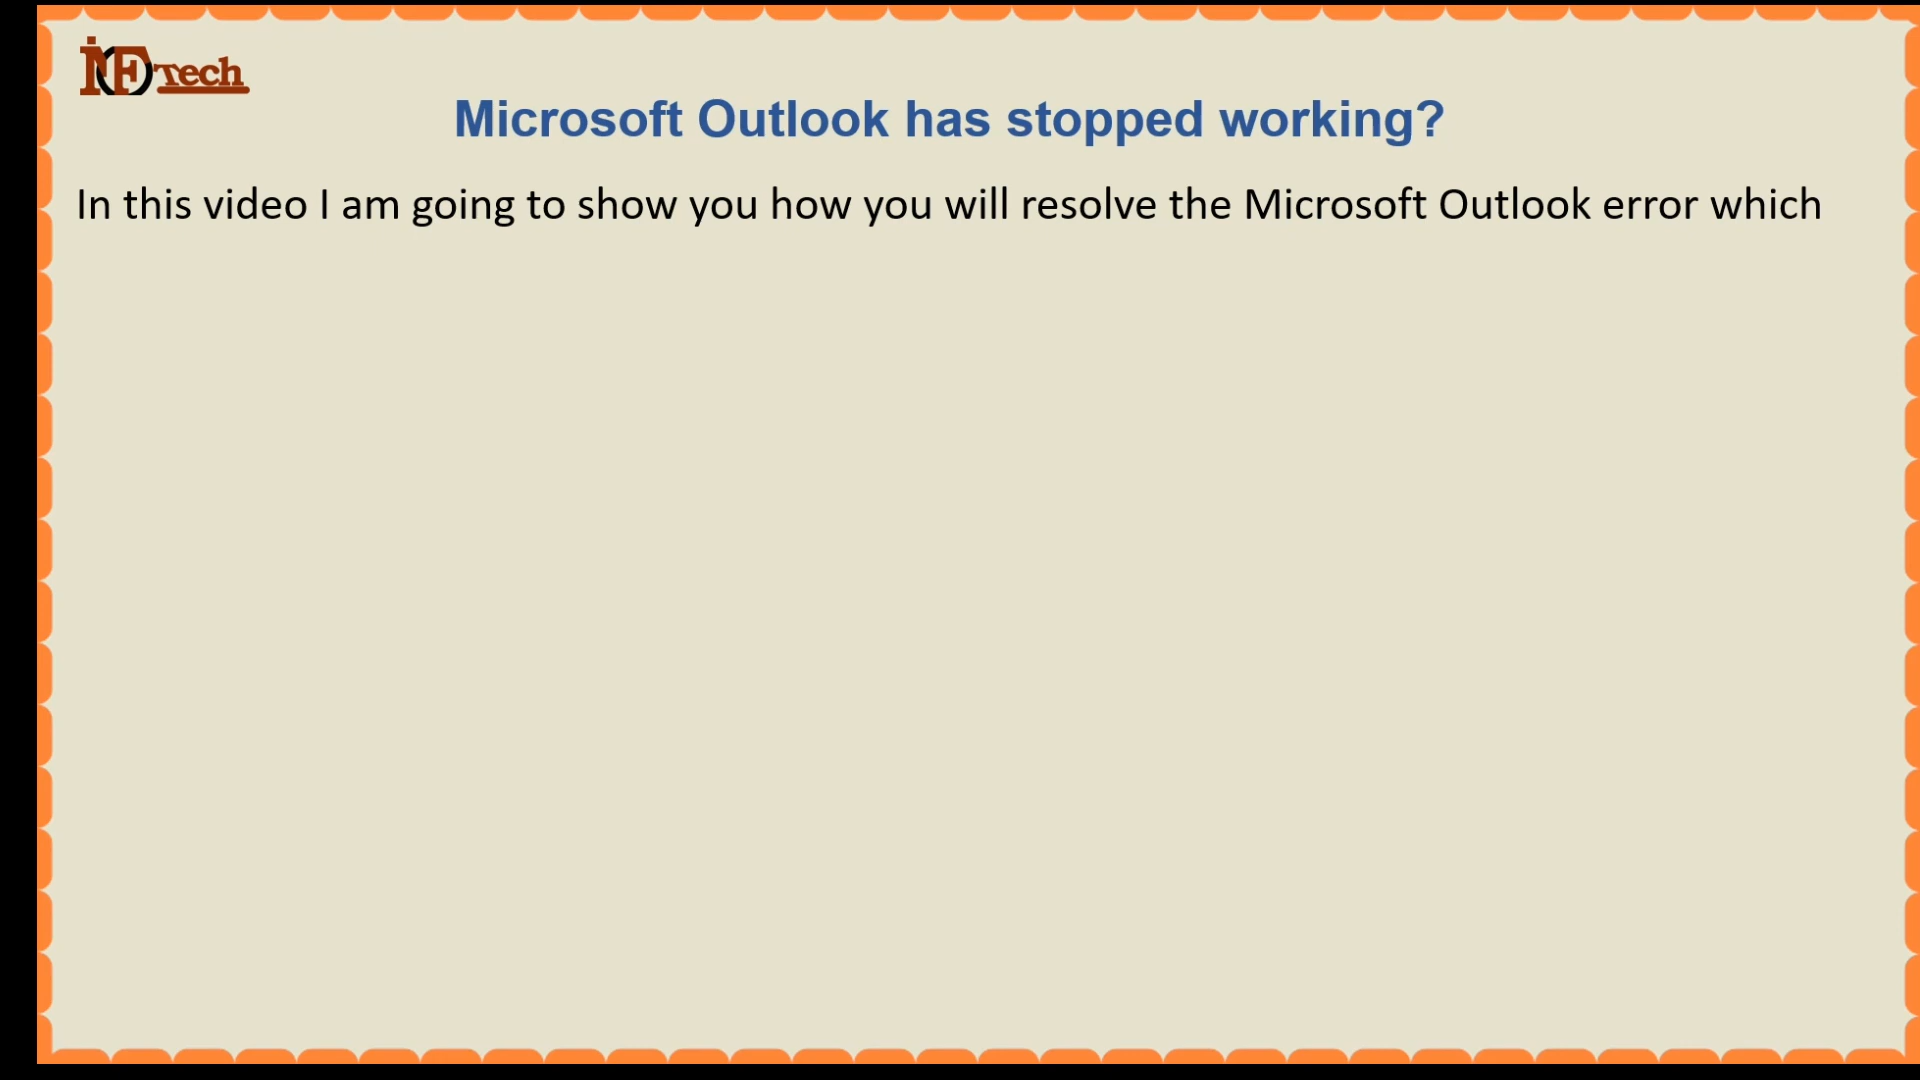 iNFOTech
Microsoft Outlook has stopped working?
In this video I am going to show you how you will resolve the Microsoft Outlook error which